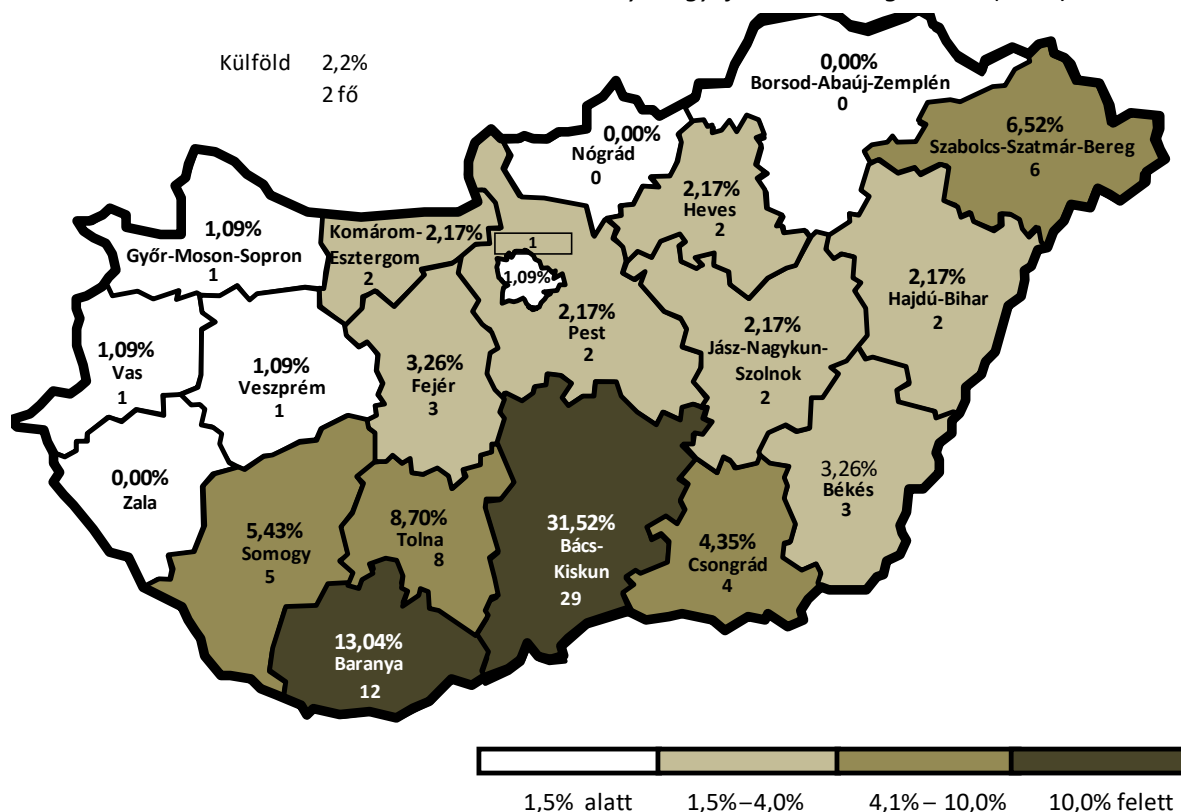 Külföld 2,2%
2 fő
0,00%
Borsod-Abaúj-Zemplén
0
6,52%
Szabolcs-Szatmár-Bereg
6
0,00%
Nógrád
0
2,17%
Heves
2
1,09%
Győr-Moson-Sopron
1
Komárom- 2,17%
Esztergom
2
1
1,09%
2,17%
Pest
2
2,17%
Hajdú-Bihar
2
2,17%
Jász-Nagykun-
Szolnok
2
1,09%
Vas
1
1,09%
Veszprém
1
3,26%
Fejér
3
0,00%
Zala
3,26%
Békés
3
5,43%
Somogy
5
8,70%
Tolna
8
31,52%
Bács-
Kiskun
29
4,35%
Csongrád
4
13,04%
Baranya
12
1,5% alatt 1,5%–4,0% 4,1% – 10,0% 10,0% felett